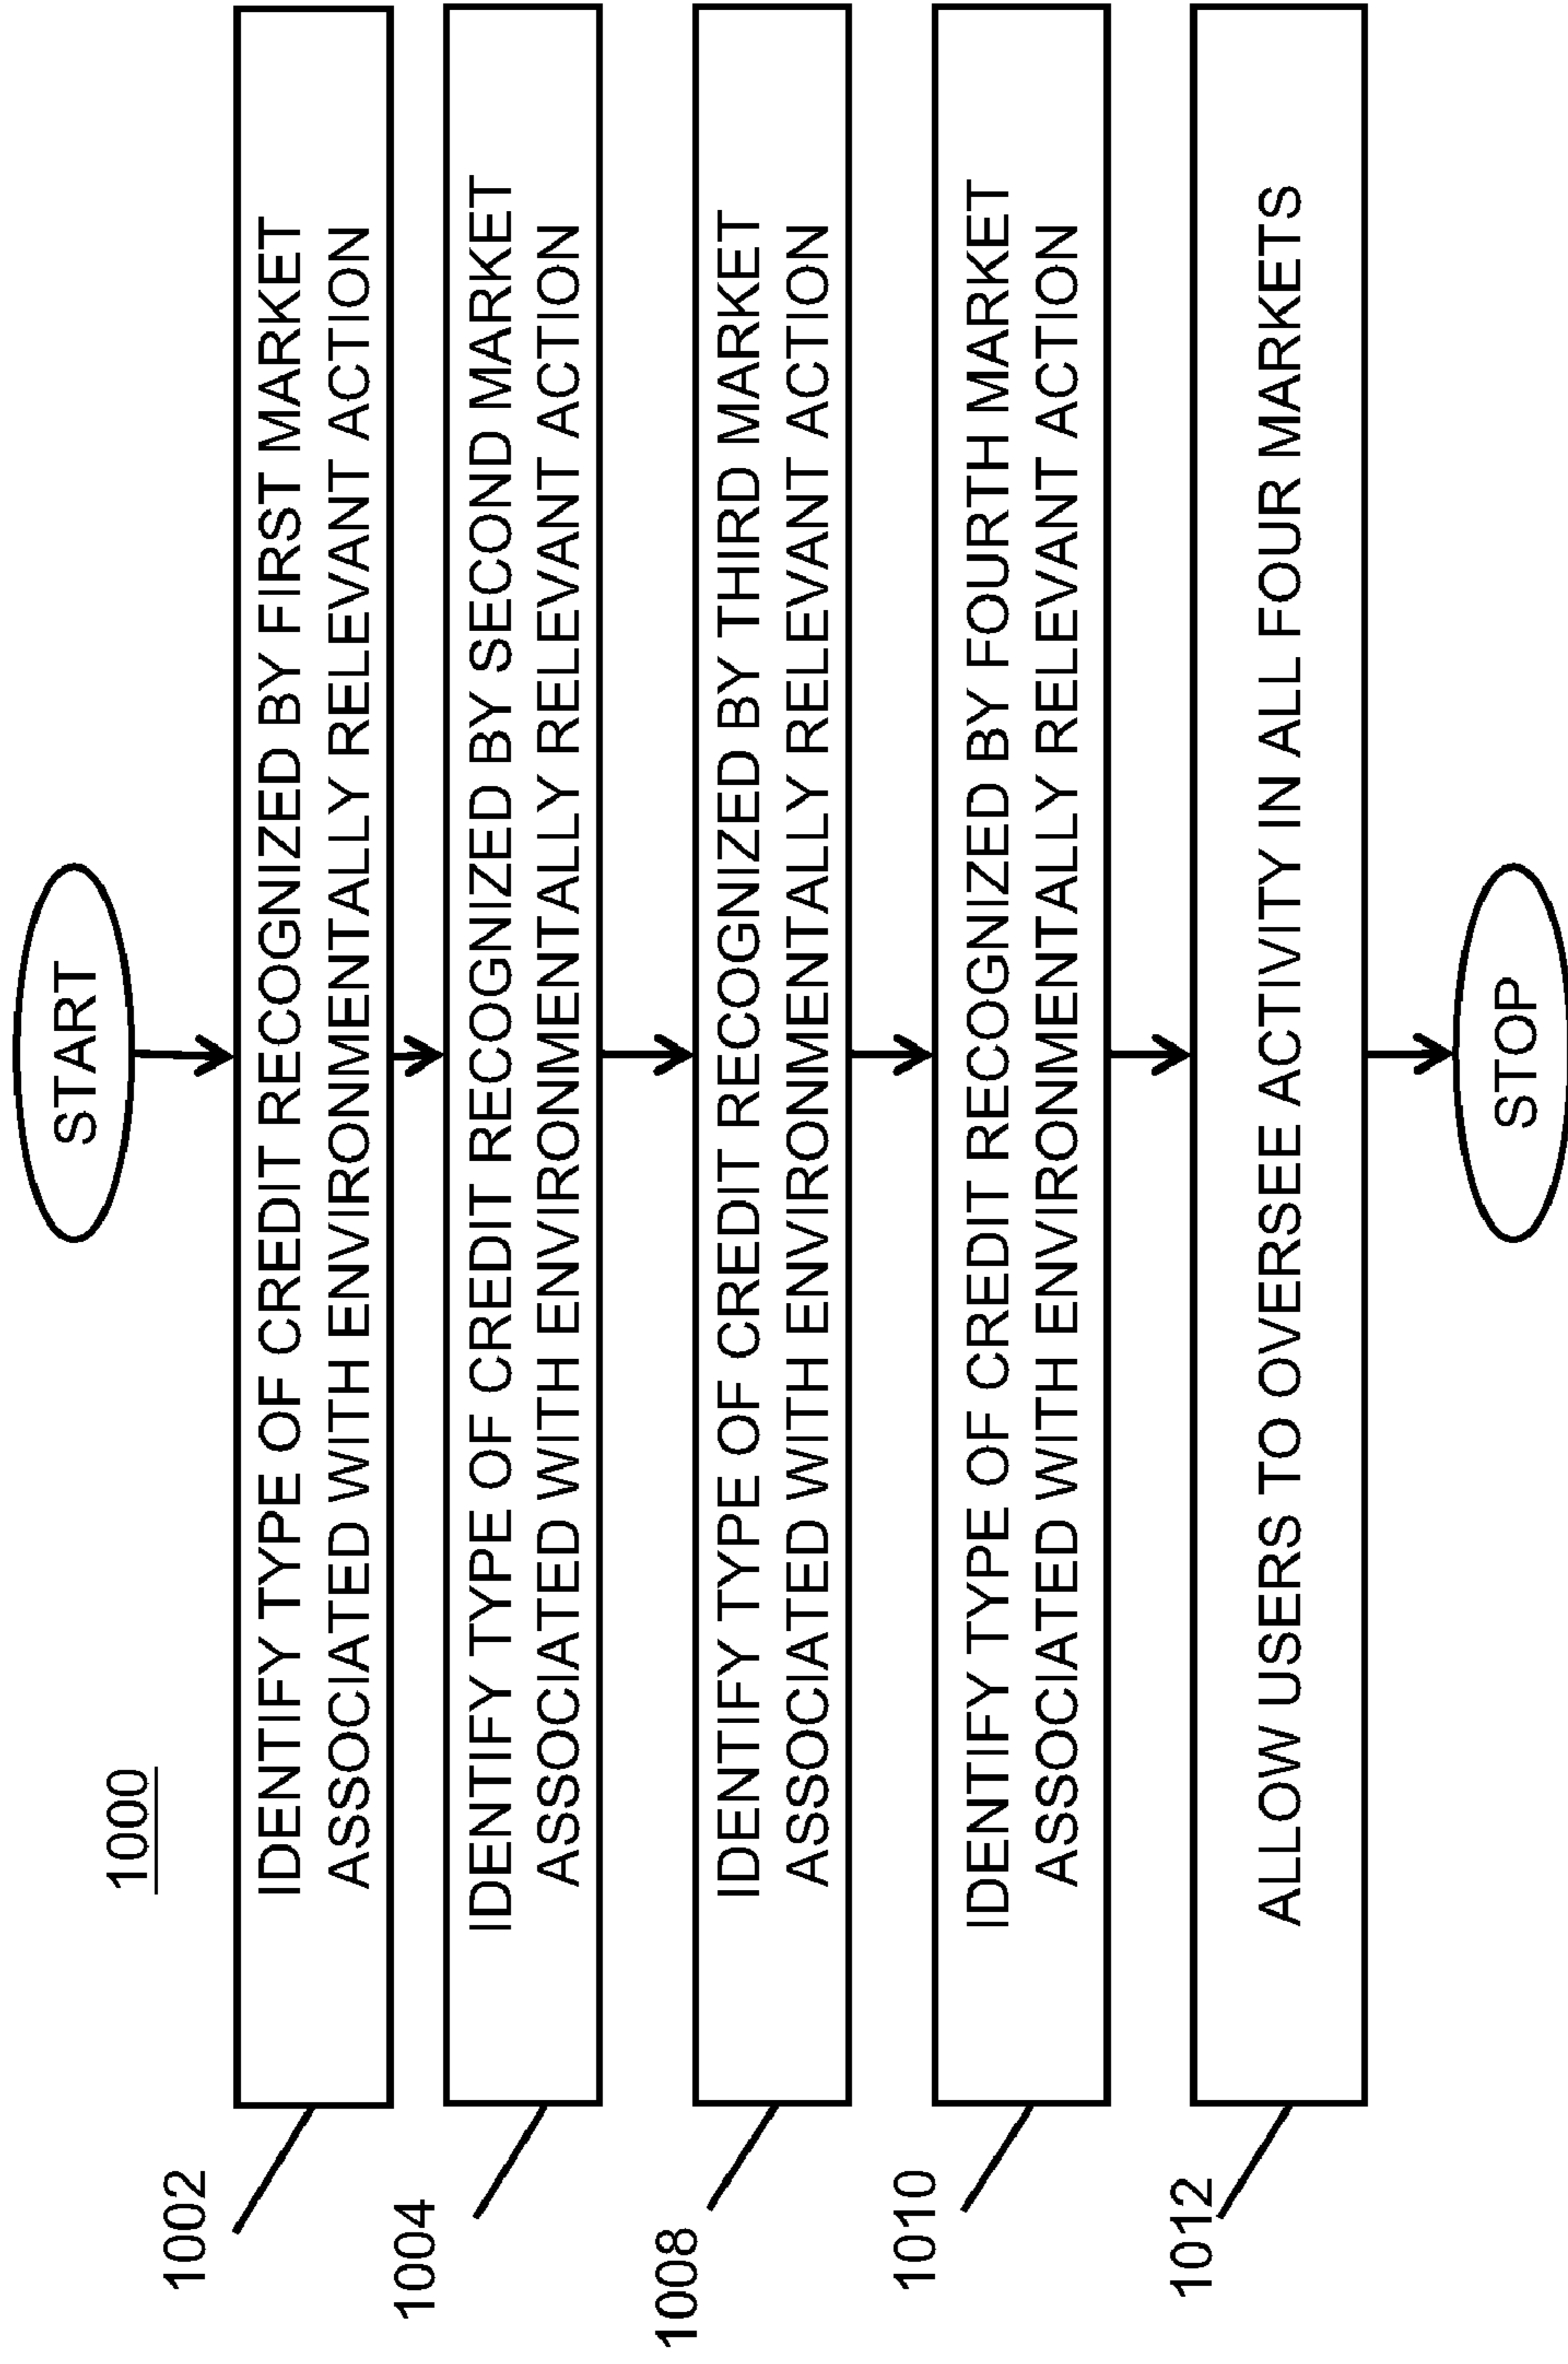 1000
START
1002
IDENTIFY TYPE OF CREDIT RECOGNIZED BY FIRST MARKET
ASSOCIATED WITH ENVIRONMENTALLY RELEVANT ACTION
1004
IDENTIFY TYPE OF CREDIT RECOGNIZED BY SECOND MARKET
ASSOCIATED WITH ENVIRONMENTALLY RELEVANT ACTION
1008
IDENTIFY TYPE OF CREDIT RECOGNIZED BY THIRD MARKET
ASSOCIATED WITH ENVIRONMENTALLY RELEVANT ACTION
1010
IDENTIFY TYPE OF CREDIT RECOGNIZED BY FOURTH MARKET
ASSOCIATED WITH ENVIRONMENTALLY RELEVANT ACTION
1012
ALLOW USERS TO OVERSEE ACTIVITY IN ALL FOUR MARKETS
STOP